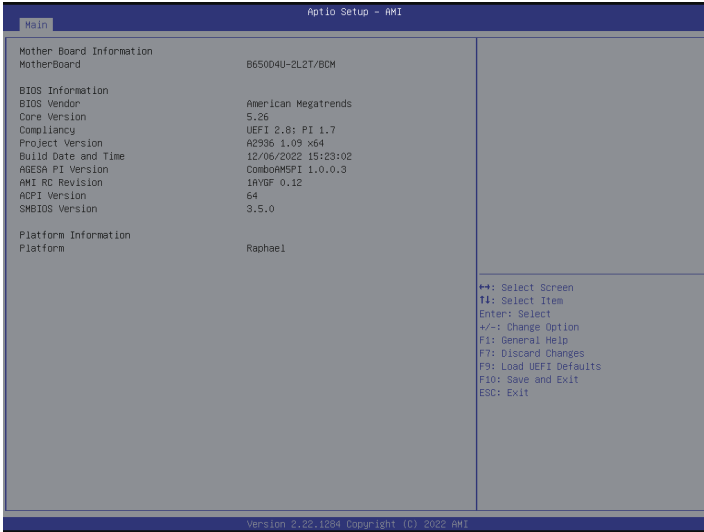 Aptio Setup - AMI
Main
Mother Board Information
MotherBoard B650D4U-2L2T/BCM
BIOS Information
BIOS Vendor American Megatrends
Core Version 5.26
Compliancy UEFI 2.8; PI 1.7
Project Version A2936 1.09 x64
Build Date and Time 12/06/2022 15:23:02
AGESA PI Version ComboAM5PI 1.0.0.3
AMI RC Revision 1AYGF 0.12
ACPI Version 64
SMBIOS Version 3.5.0
Platform Information
Platform Raphael
↔: Select Screen
↑↓: Select Item
Enter: Select
+/-: Change Option
F1: General Help
F7: Discard Changes
F9: Load UEFI Defaults
F10: Save and Exit
ESC: Exit
Version 2.22.1284 Copyright (C) 2022 AMI